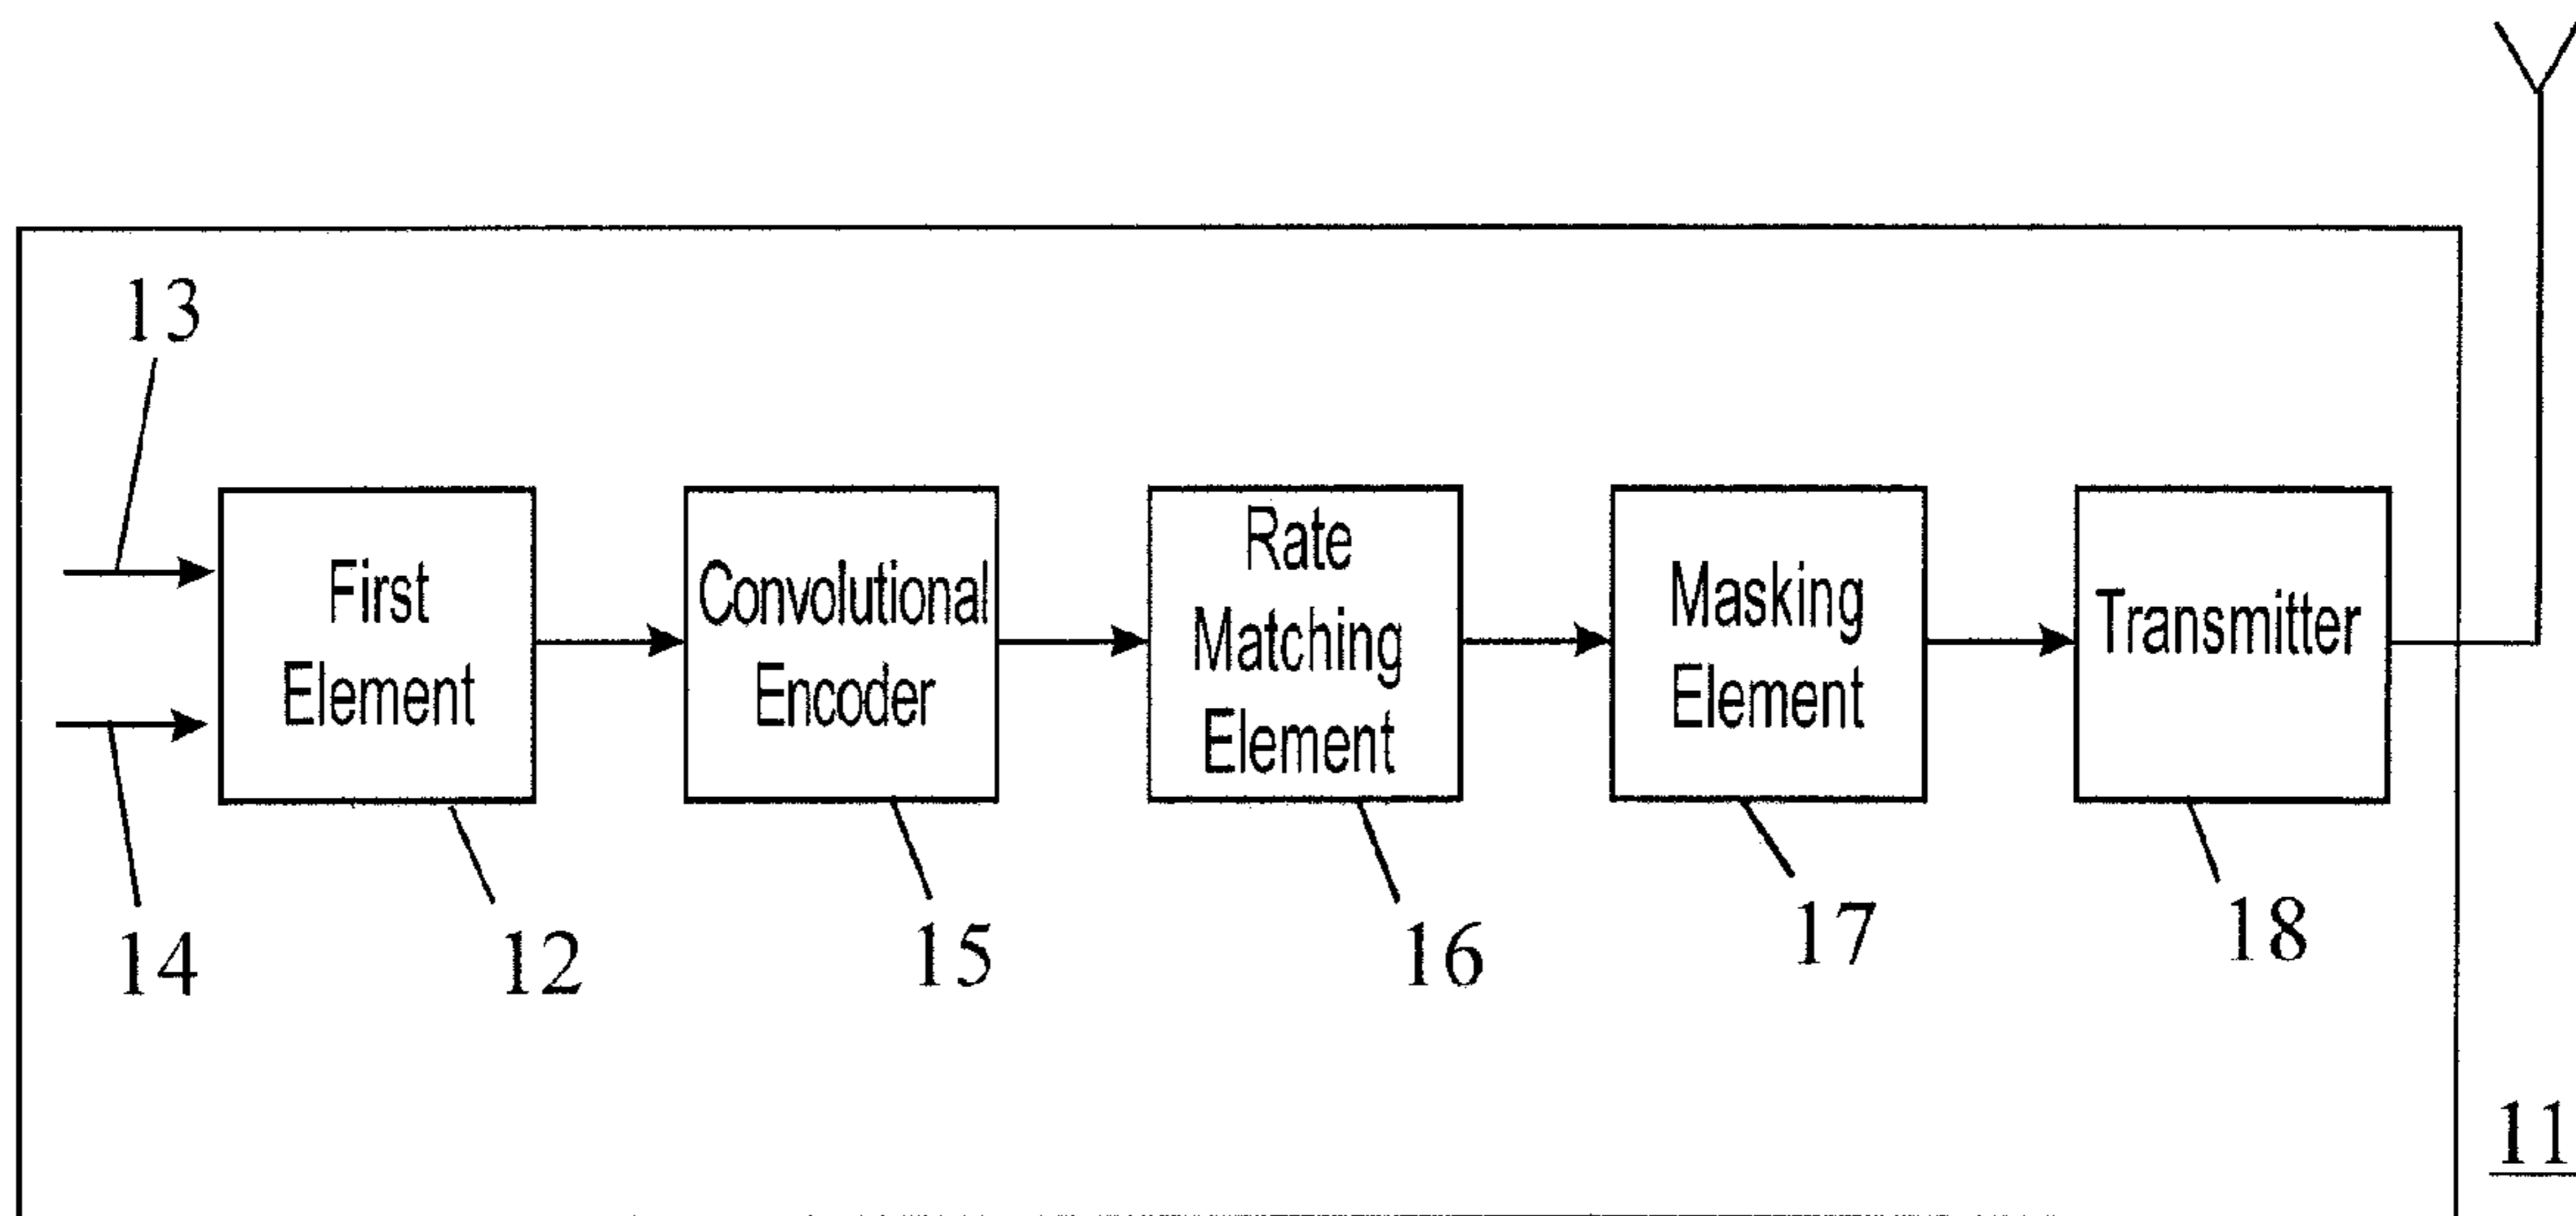 13
First
Element
Convolutional
Encoder
Rate
Matching
Element
Masking
Element
Transmitter
14
12
15
16
17
18
11